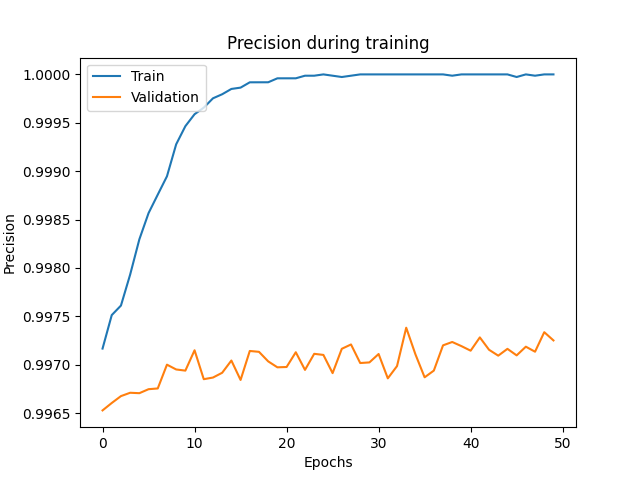 Precision during training
Train
Validation
1.0000
0.9995
0.9990
0.9985
0.9980
0.9975
0.9970
0.9965
Precision
0 10 20 30 40 50
Epochs